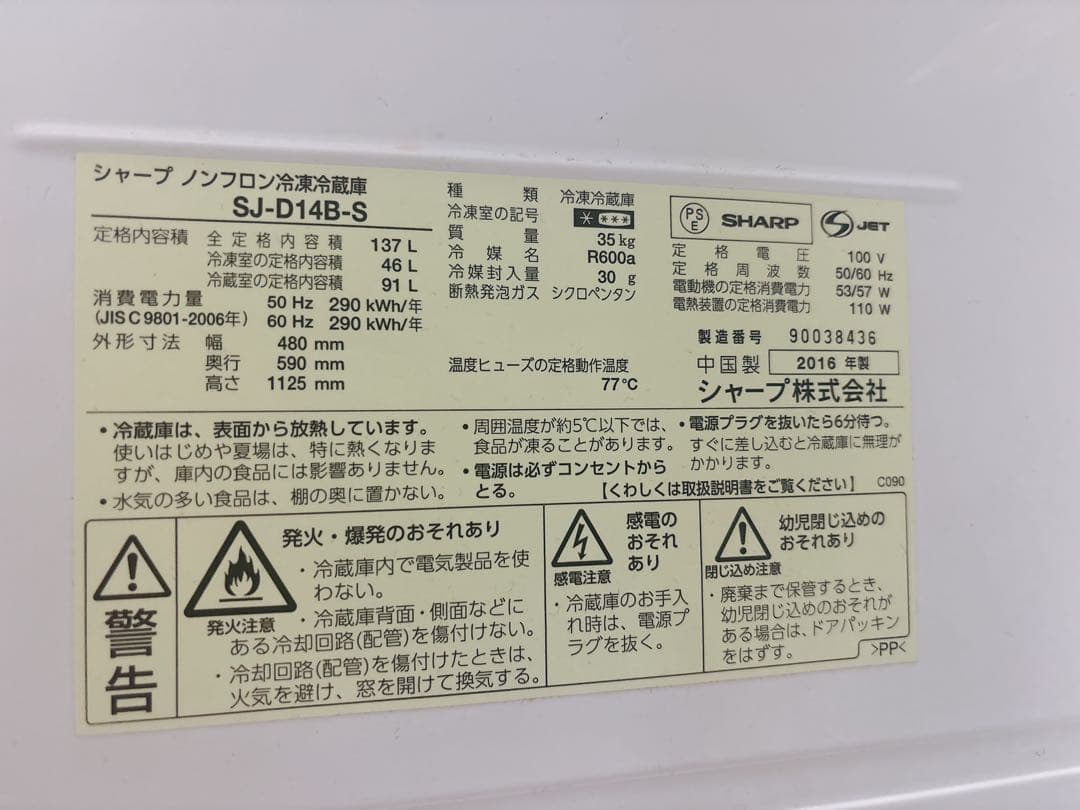 シャープ ノンフロン冷凍冷蔵庫
SJ-D14B-S
定格内容積 全定格内容積 137 L
冷凍室の定格内容積 46 L
冷蔵室の定格内容積 91 L
消費電力量 50 Hz 290 kWh/年
(JIS C 9801-2006年) 60 Hz 290 kWh/年
外形寸法 幅 480 mm
奥行 590 mm
高さ 1125 mm
種類 冷凍冷蔵庫
冷凍室の記号 * ***
質量 35 kg
冷媒名 R600a
冷媒封入量 30 g
断熱発泡ガス シクロペンタン
温度ヒューズの定格動作温度
77℃
PSE SHARP S JET
定格電圧 100 V
定格周波数 50/60 Hz
電動機の定格消費電力 53/57 W
電熱装置の定格消費電力 110 W
製造番号 90038436
中国製 2016 年製
シャープ株式会社
・冷蔵庫は、表面から放熱しています。
使いはじめや夏場は、特に熱くなりま
すが、庫内の食品には影響ありません。
・水気の多い食品は、棚の奥に置かない。
・周囲温度が約5℃以下では、
食品が凍ることがあります。
・電源は必ずコンセントから
とる。
・電源プラグを抜いたら6分待つ。
すぐに差し込むと冷蔵庫に無理が
かかります。
【くわしくは取扱説明書をご覧ください】 C090
警告
発火注意
発火・爆発のおそれあり
・冷蔵庫内で電気製品を使
わない。
・冷蔵庫背面・側面などに
ある冷却回路(配管)を傷付けない。
・冷却回路(配管)を傷付けたときは、
火気を避け、窓を開けて換気する。
感電注意
感電の
おそれ
あり
・冷蔵庫のお手入
れ時は、電源プ
ラグを抜く。
閉じ込め注意
幼児閉じ込めの
おそれあり
・廃棄まで保管するとき、
幼児閉じ込めのおそれが
ある場合は、ドアパッキン
をはずす。
>PP<